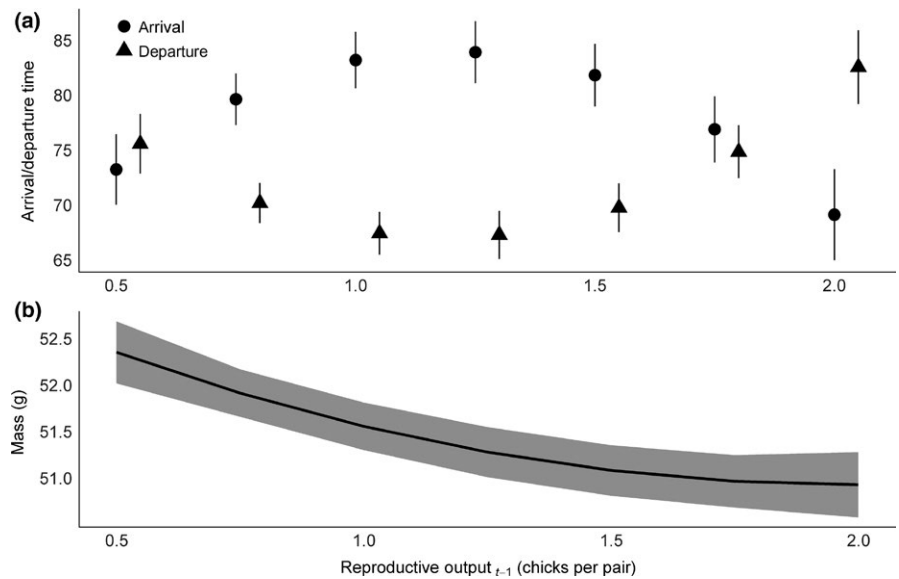 (a)
Arrival
Departure
Arrival/departure time
85
80
75
70
65
0.5 1.0 1.5 2.0
(b)
Mass (g)
52.5
52.0
51.5
51.0
0.5 1.0 1.5 2.0
Reproductive output t–1 (chicks per pair)